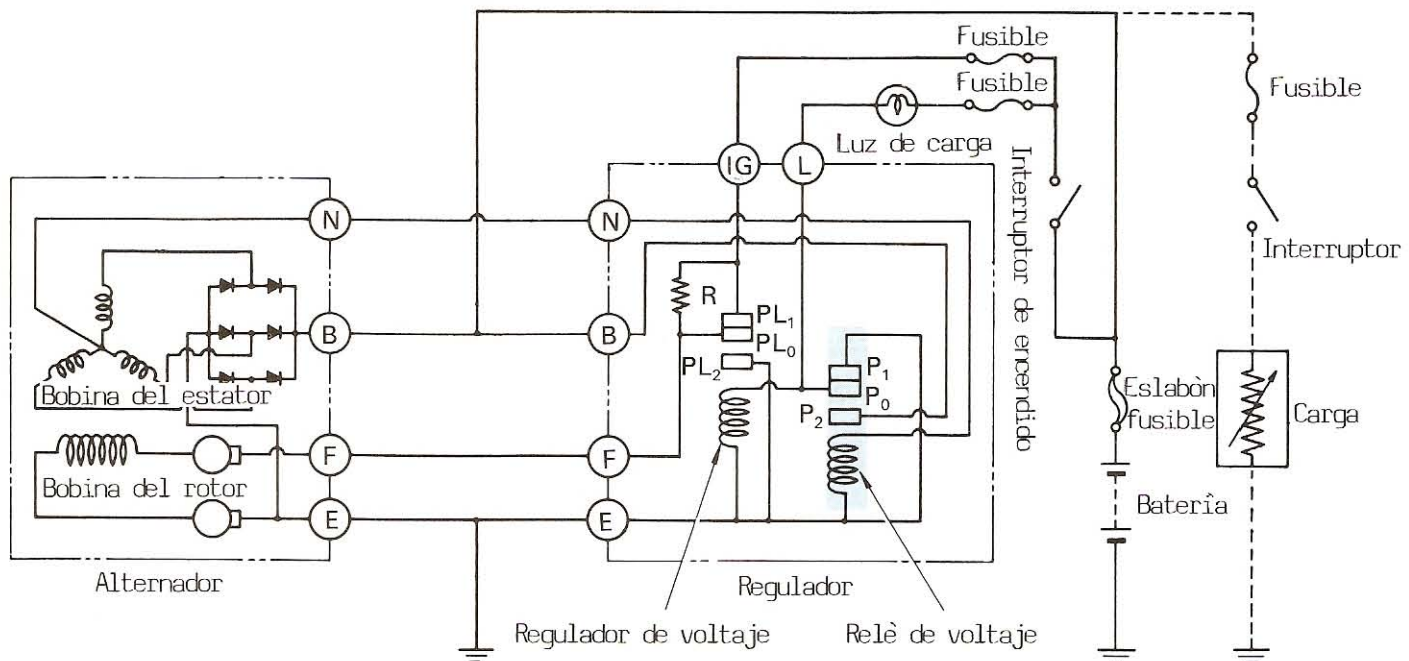 Fusible
Fusible
Fusible
Luz de carga
Interruptor de encendido
Interruptor
IG
L
N
N
R
PL1
PL0
PL2
B
B
P1
P0
P2
Eslabòn
fusible
Carga
Bobina del estator
F
F
Bobina del rotor
E
E
Baterîa
Alternador
Regulador
Regulador de voltaje
Relè de voltaje